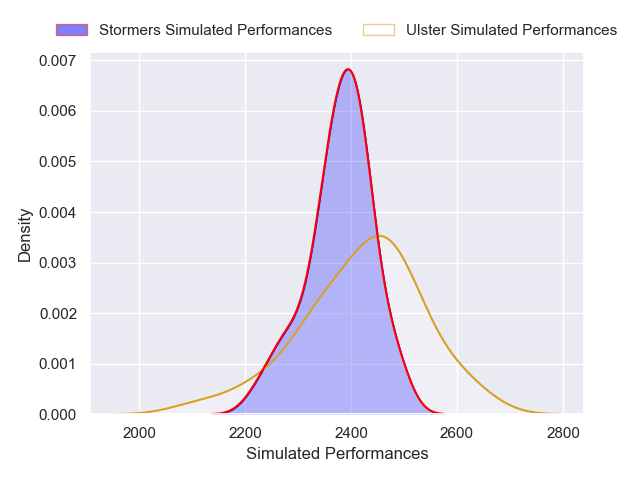 Stormers Simulated Performances Ulster Simulated Performances
0.007
0.006
0.005
0.004
0.003
0.002
0.001
0.000
Density
2000 2200 2400 2600 2800
Simulated Performances